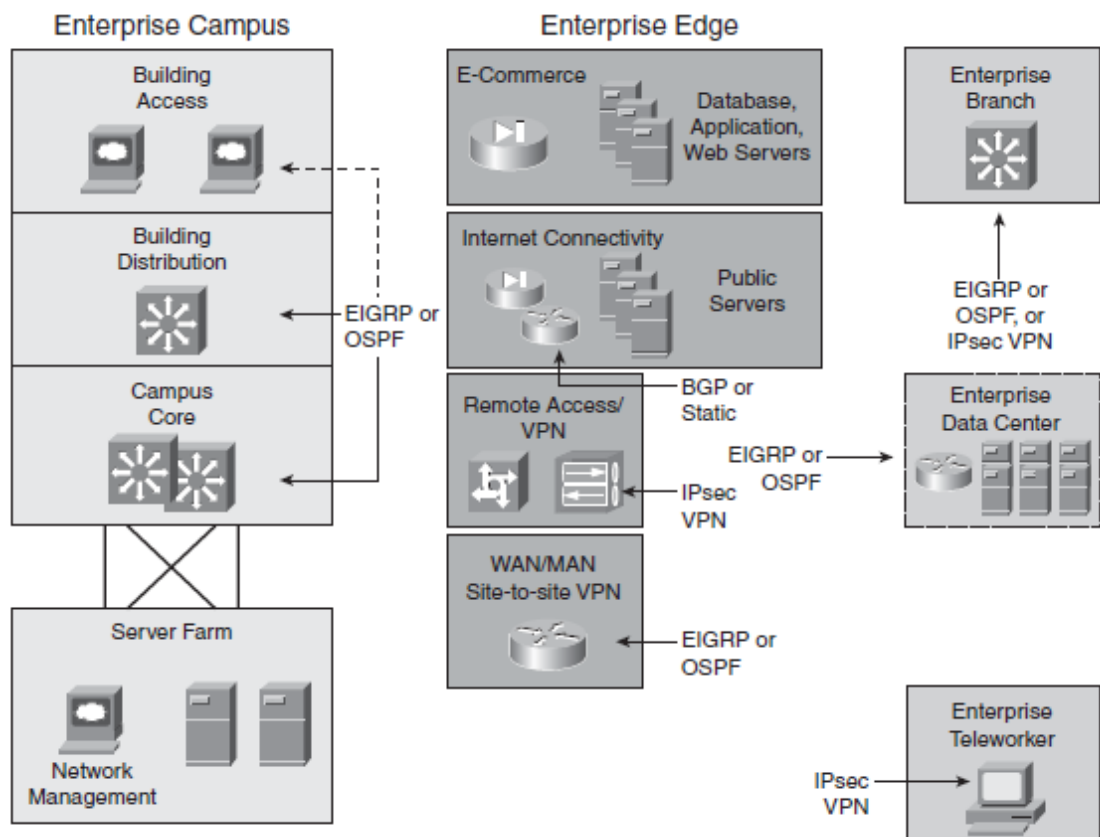 Enterprise Campus
Building
Access
Building
Distribution
EIGRP or
OSPF
Campus
Core
Server Farm
Network
Management
Enterprise Edge
E-Commerce
Database,
Application,
Web Servers
Internet Connectivity
Public
Servers
BGP or
Static
Remote Access/
VPN
IPsec
VPN
WAN/MAN
Site-to-site VPN
EIGRP or
OSPF
Enterprise
Branch
EIGRP or
OSPF, or
IPsec VPN
Enterprise
Data Center
EIGRP or
OSPF
Enterprise
Teleworker
IPsec
VPN